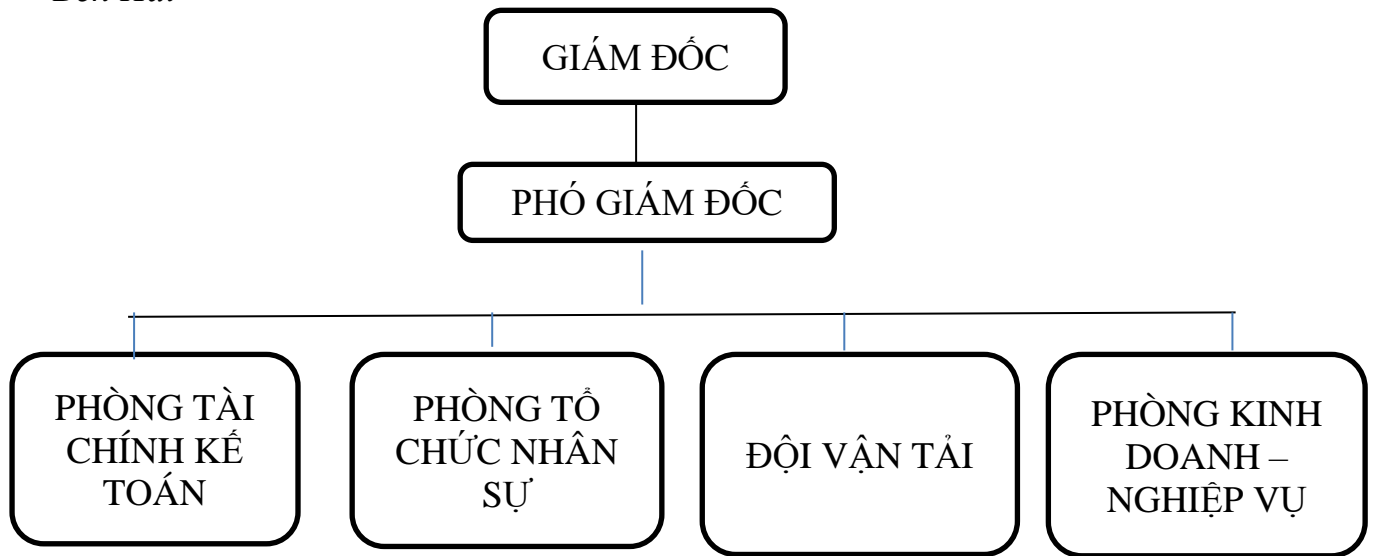 GIÁM ĐỐC
PHÓ GIÁM ĐỐC
PHÒNG TÀI
CHÍNH KẾ
TOÁN
PHÒNG TỔ
CHỨC NHÂN
SỰ
ĐỘI VẬN TẢI
PHÒNG KINH
DOANH –
NGHIỆP VỤ